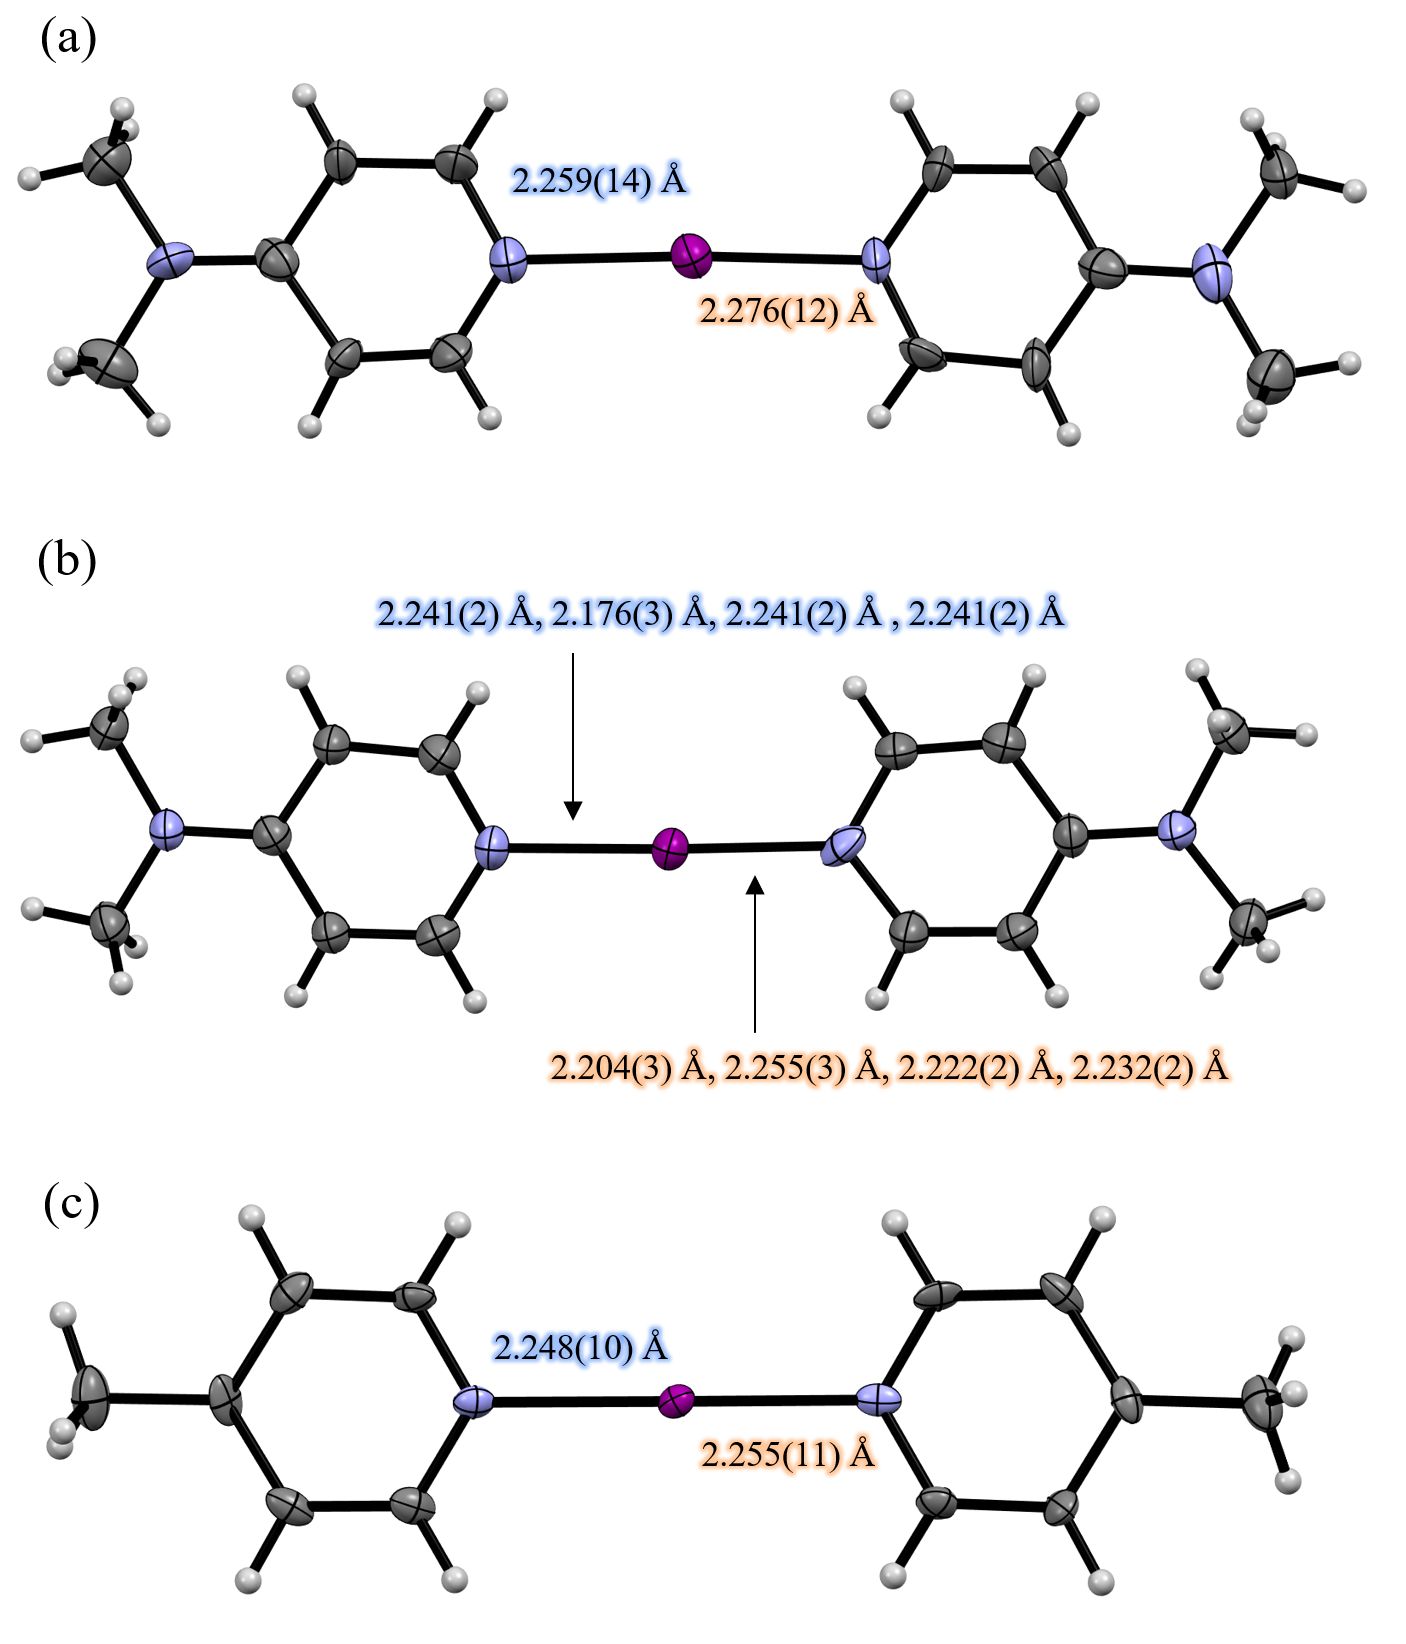 (a)
2.259(14) Å
2.276(12) Å
(b)
2.241(2) Å, 2.176(3) Å, 2.241(2) Å , 2.241(2) Å
2.204(3) Å, 2.255(3) Å, 2.222(2) Å, 2.232(2) Å
(c)
2.248(10) Å
2.255(11) Å